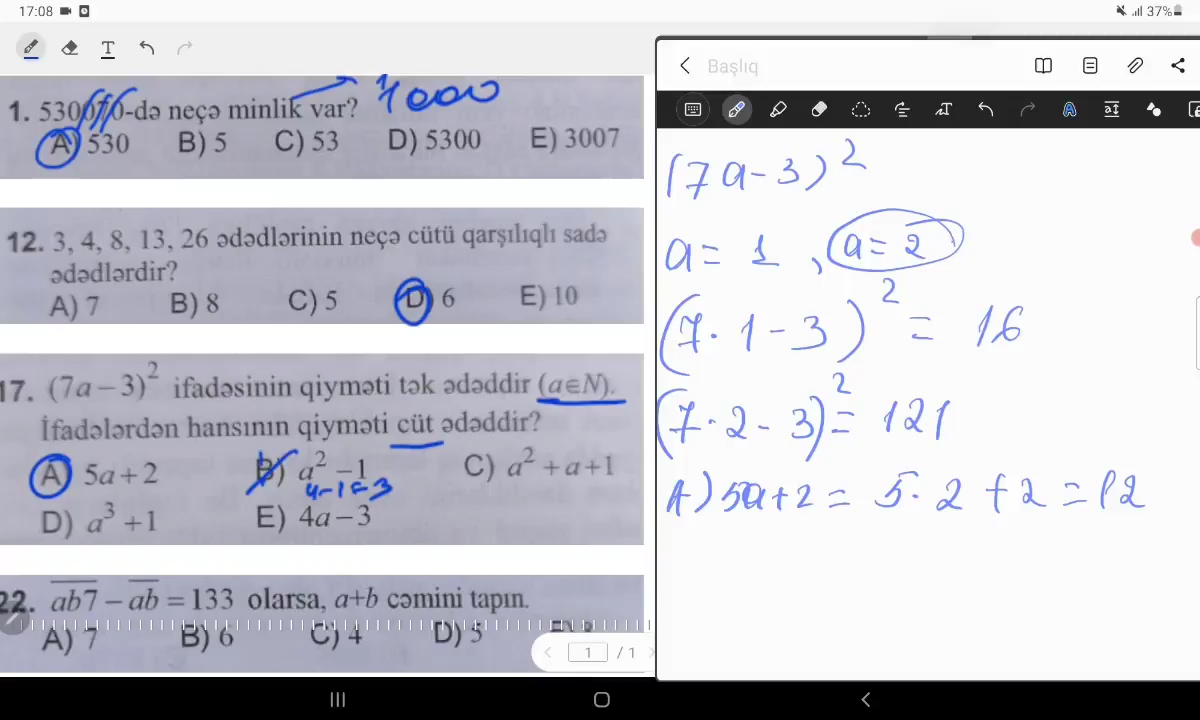 17:08
37%
1. 530070-də neçə minlik var? 1000
A) 530 B) 5 C) 53 D) 5300 E) 3007
12. 3, 4, 8, 13, 26 ədədlərinin neçə cütü qarşılıqlı sadə
ədədlərdir?
A) 7 B) 8 C) 5 D) 6 E) 10
17. (7a−3)² ifadəsinin qiyməti tək ədəddir (a∈N).
İfadələrdən hansının qiyməti cüt ədəddir?
A) 5a+2 B) a²−1 C) a²+a+1
4-1=3
D) a³+1 E) 4a−3
22. ab7 − ab = 133 olarsa, a+b cəmini tapın.
A) 7 B) 6 C) 4 D) 5
1 / 1
Başlıq
(7a-3)²
a= 1 , a=2
(7·1-3)² = 16
(7·2-3)² = 121
A) 5a+2 = 5·2+2=12